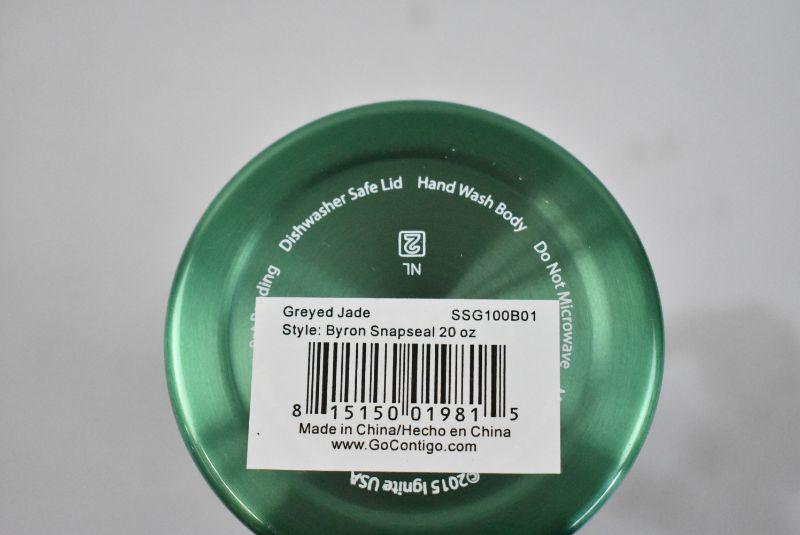 Dishwasher Safe Lid Hand Wash Body Do Not Microwave
2
NL
Greyed Jade SSG100B01
Style: Byron Snapseal 20 oz
8 15150 01981 5
Made in China/Hecho en China
www.GoContigo.com
©2015 Ignite USA